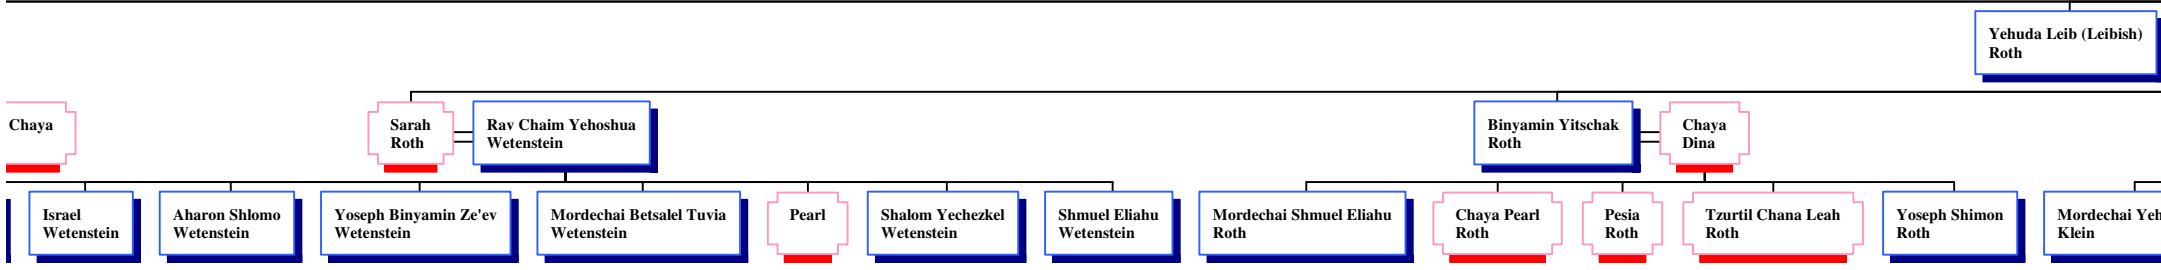 Yehuda Leib (Leibish)
Roth
Chaya
Sarah
Roth
Rav Chaim Yehoshua
Wetenstein
Binyamin Yitschak
Roth
Chaya
Dina
Israel
Wetenstein
Aharon Shlomo
Wetenstein
Yoseph Binyamin Ze'ev
Wetenstein
Mordechai Betsalel Tuvia
Wetenstein
Pearl
Shalom Yechezkel
Wetenstein
Shmuel Eliahu
Wetenstein
Mordechai Shmuel Eliahu
Roth
Chaya Pearl
Roth
Pesia
Roth
Tzurtil Chana Leah
Roth
Yoseph Shimon
Roth
Mordechai Yeh
Klein